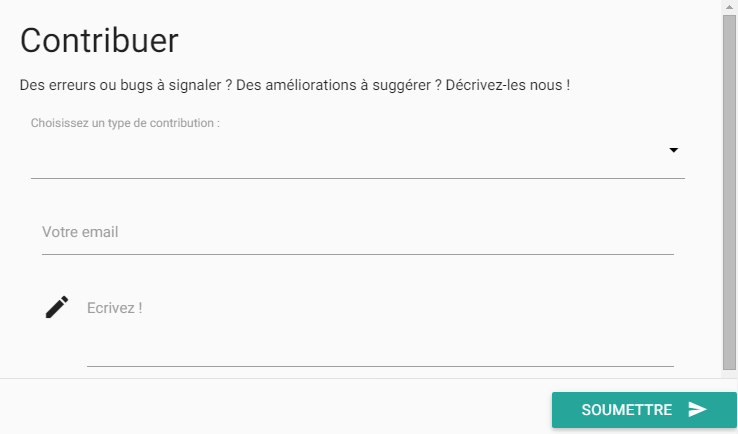 Contribuer
Des erreurs ou bugs à signaler ? Des améliorations à suggérer ? Décrivez-les nous !
Choisissez un type de contribution :
Votre email
Ecrivez !
SOUMETTRE